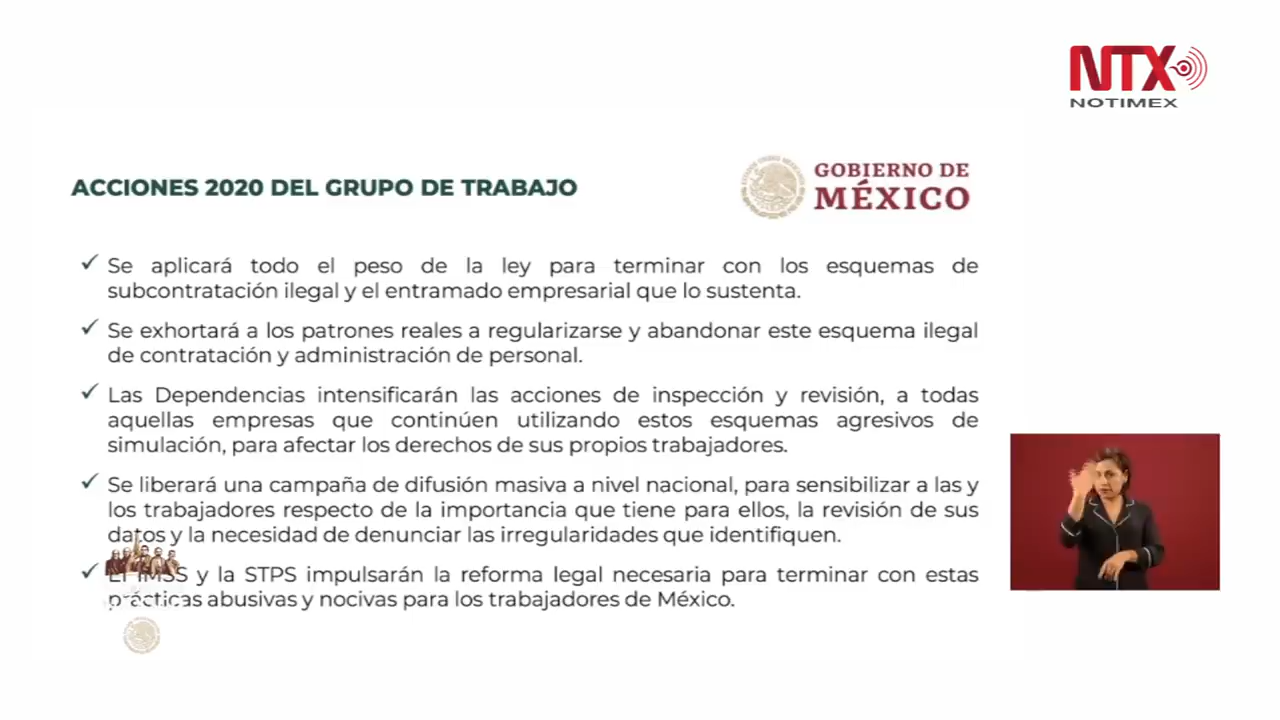 NTX
NOTIMEX
ACCIONES 2020 DEL GRUPO DE TRABAJO
GOBIERNO DE
MÉXICO
✓ Se aplicará todo el peso de la ley para terminar con los esquemas de
subcontratación ilegal y el entramado empresarial que lo sustenta.
✓ Se exhortará a los patrones reales a regularizarse y abandonar este esquema ilegal
de contratación y administración de personal.
✓ Las Dependencias intensificarán las acciones de inspección y revisión, a todas
aquellas empresas que continúen utilizando estos esquemas agresivos de
simulación, para afectar los derechos de sus propios trabajadores.
✓ Se liberará una campaña de difusión masiva a nivel nacional, para sensibilizar a las y
los trabajadores respecto de la importancia que tiene para ellos, la revisión de sus
datos y la necesidad de denunciar las irregularidades que identifiquen.
✓ El IMSS y la STPS impulsarán la reforma legal necesaria para terminar con estas
prácticas abusivas y nocivas para los trabajadores de México.